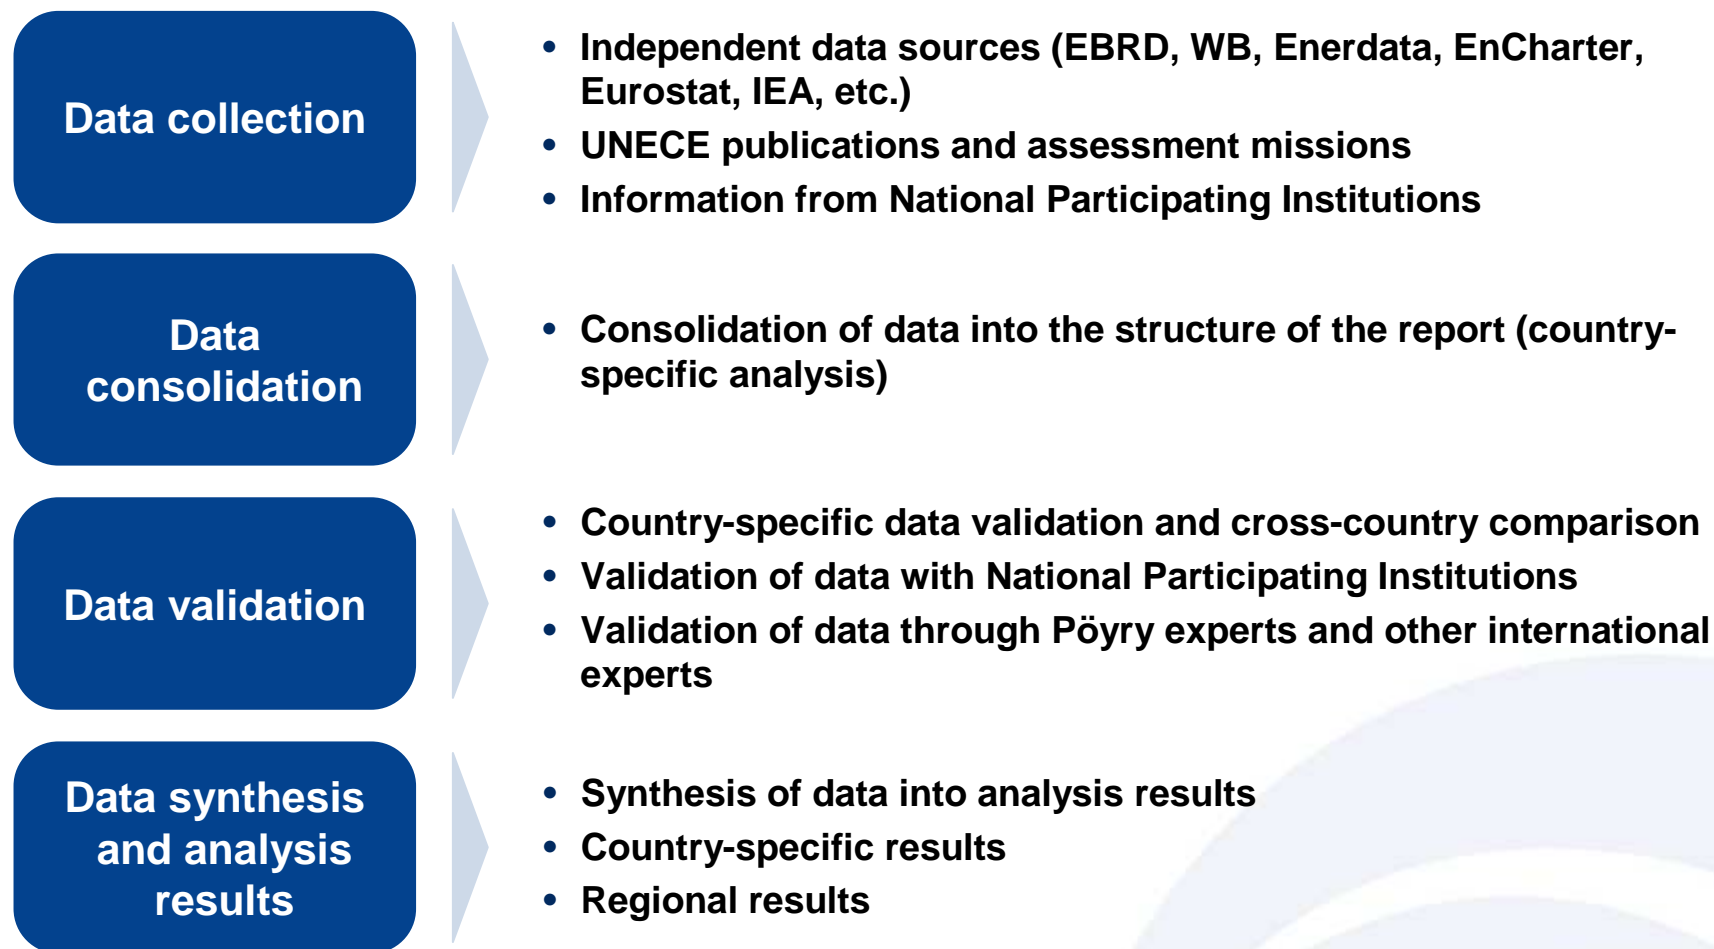 Data collection
• Independent data sources (EBRD, WB, Enerdata, EnCharter,
Eurostat, IEA, etc.)
• UNECE publications and assessment missions
• Information from National Participating Institutions
Data
consolidation
• Consolidation of data into the structure of the report (country-
specific analysis)
Data validation
• Country-specific data validation and cross-country comparison
• Validation of data with National Participating Institutions
• Validation of data through Pöyry experts and other international
experts
Data synthesis
and analysis
results
• Synthesis of data into analysis results
• Country-specific results
• Regional results